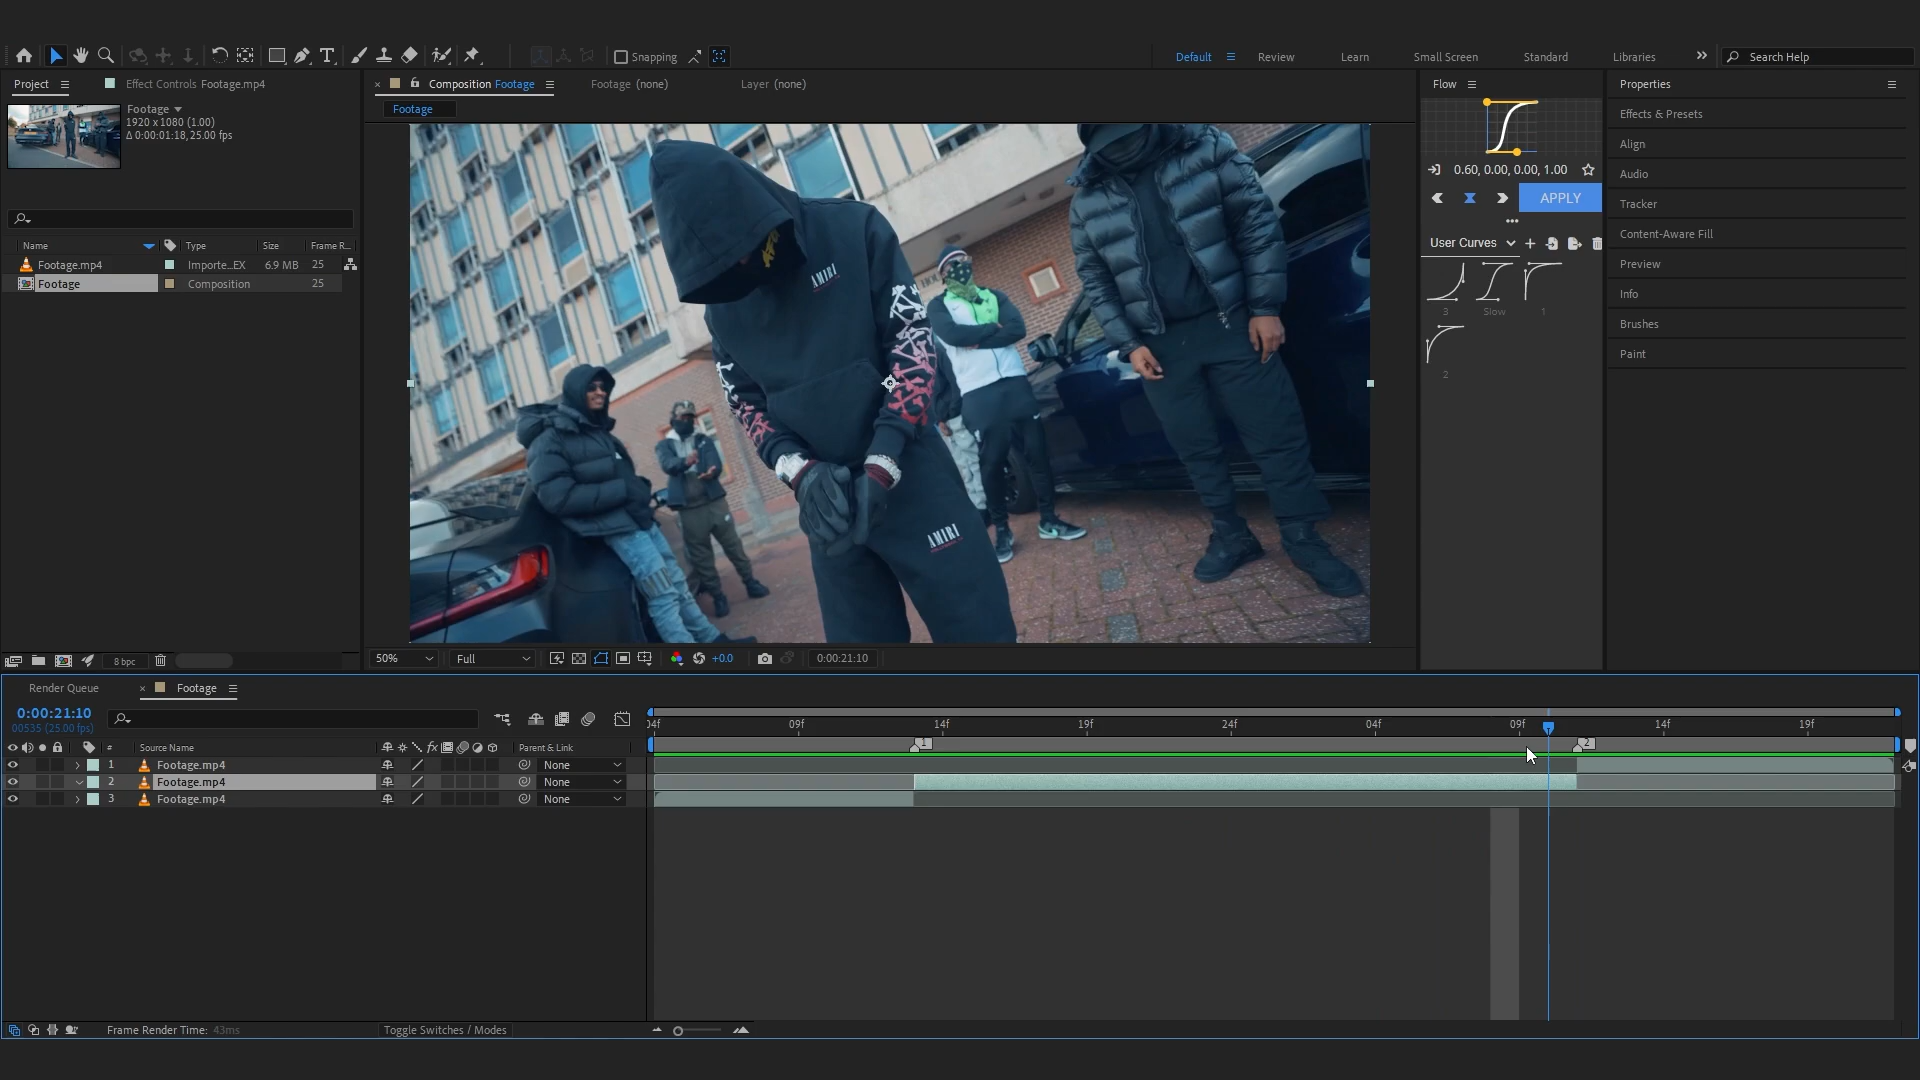 Snapping
Default
Review
Learn
Small Screen
Standard
Libraries
Search Help
Project
Effect Controls Footage.mp4
Composition Footage
Footage (none)
Layer (none)
Flow
Properties
Footage
1920 x 1080 (1.00)
Δ 0:00:01:18, 25.00 fps
Footage
Effects & Presets
Align
Audio
Tracker
Content-Aware Fill
Preview
Info
Brushes
Paint
0.60, 0.00, 0.00, 1.00
APPLY
User Curves
3
Slow
1
2
Name
Type
Size
Frame R...
Footage.mp4
Importe...EX
6.9 MB
25
Footage
Composition
25
AMIRI
AMIRI
8 bpc
50%
Full
+0.0
0:00:21:10
Render Queue
Footage
0:00:21:10
00535 (25.00 fps)
04f
09f
14f
19f
24f
04f
09f
14f
19f
#
Source Name
fx
Parent & Link
1
2
1 Footage.mp4 None
2 Footage.mp4 None
3 Footage.mp4 None
Frame Render Time: 43ms
Toggle Switches / Modes